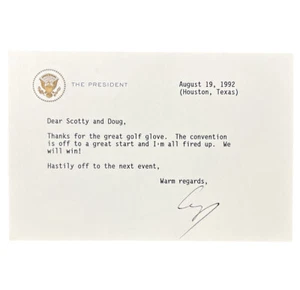 THE PRESIDENT
August 19, 1992
(Houston, Texas)
Dear Scotty and Doug,
Thanks for the great golf glove. The convention
is off to a great start and I'm all fired up. We
will win!
Hastily off to the next event,
Warm regards,